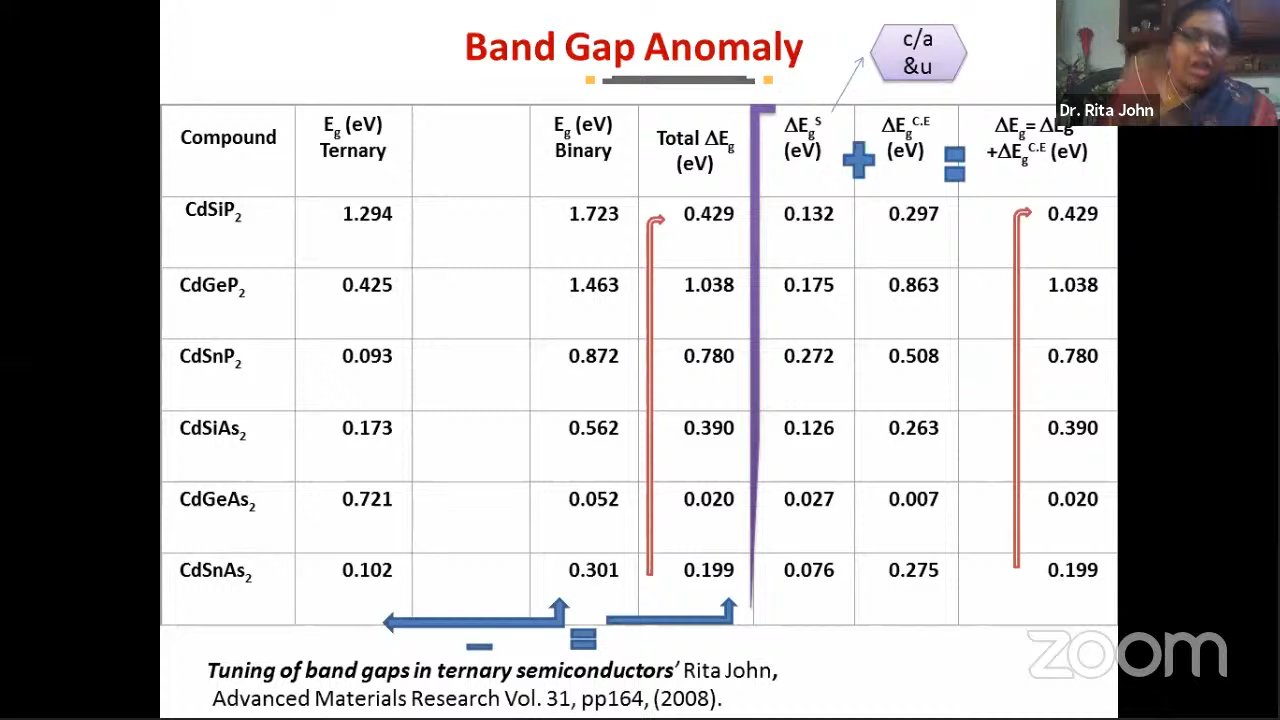 Band Gap Anomaly
c/a
&u
Dr. Rita John
Compound
Eg (eV)
Ternary
Eg (eV)
Binary
Total ΔEg
(eV)
ΔEgS
(eV)
ΔEgC.E
(eV)
ΔEg= ΔEg
+ΔEgC.E (eV)
CdSiP2 1.294 1.723 0.429 0.132 0.297 0.429
CdGeP2 0.425 1.463 1.038 0.175 0.863 1.038
CdSnP2 0.093 0.872 0.780 0.272 0.508 0.780
CdSiAs2 0.173 0.562 0.390 0.126 0.263 0.390
CdGeAs2 0.721 0.052 0.020 0.027 0.007 0.020
CdSnAs2 0.102 0.301 0.199 0.076 0.275 0.199
Tuning of band gaps in ternary semiconductors’ Rita John,
Advanced Materials Research Vol. 31, pp164, (2008).
zoom